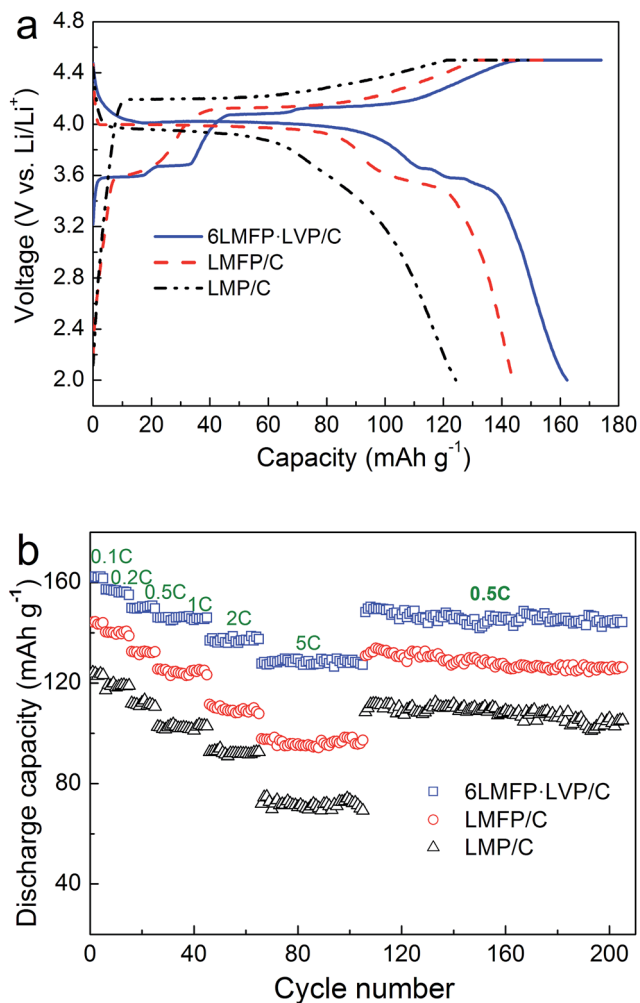 a
4.8
4.4
4.0
3.6
3.2
2.8
2.4
2.0
Voltage (V vs. Li/Li⁺)
6LMFP·LVP/C
LMFP/C
LMP/C
0 20 40 60 80 100 120 140 160 180
Capacity (mAh g⁻¹)
b
0.1C
0.2C
0.5C
1C
2C
5C
0.5C
160
120
80
40
Discharge capacity (mAh g⁻¹)
6LMFP·LVP/C
LMFP/C
LMP/C
0 40 80 120 160 200
Cycle number